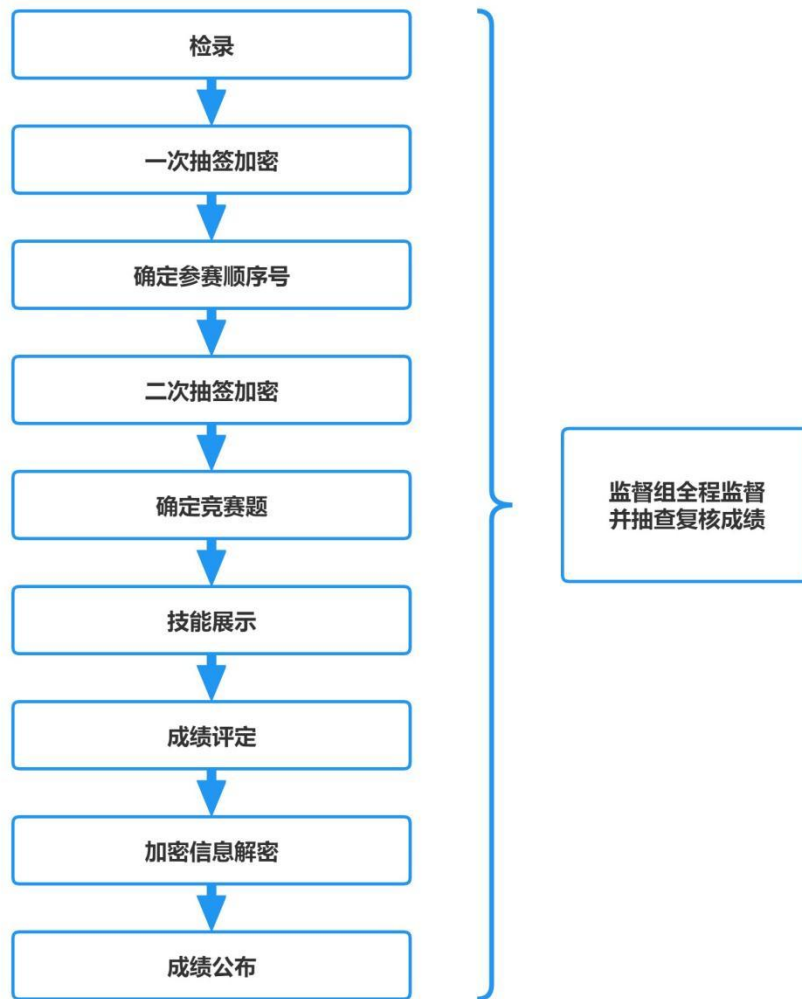 检录
一次抽签加密
确定参赛顺序号
二次抽签加密
确定竞赛题
技能展示
成绩评定
加密信息解密
成绩公布
监督组全程监督
并抽查复核成绩